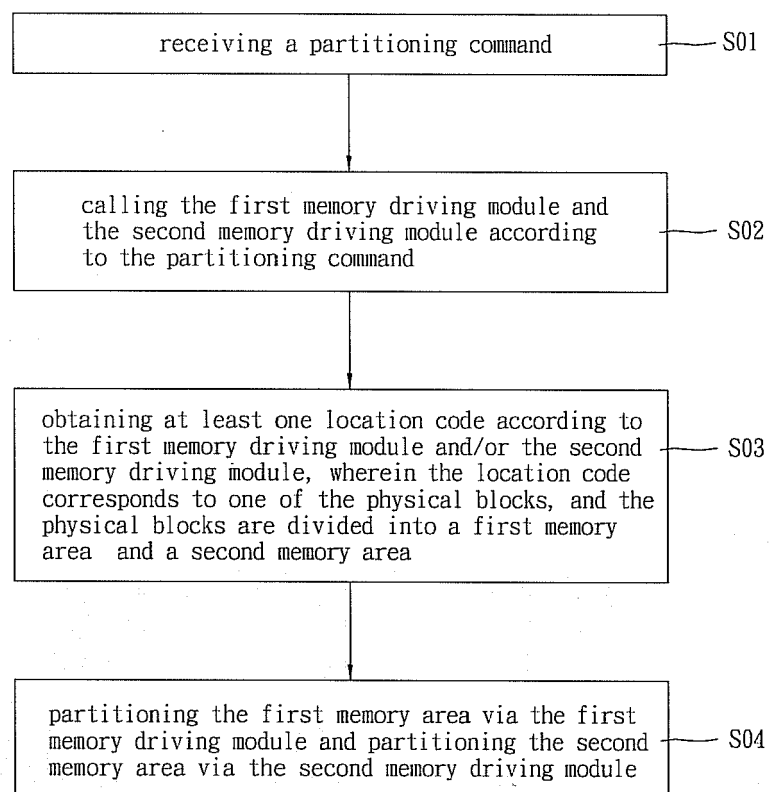 receiving a partitioning command
S01
calling the first memory driving module and
the second memory driving module according
to the partitioning command
S02
obtaining at least one location code according to
the first memory driving module and/or the second
memory driving module, wherein the location code
corresponds to one of the physical blocks, and the
physical blocks are divided into a first memory
area and a second memory area
S03
partitioning the first memory area via the first
memory driving module and partitioning the second
memory area via the second memory driving module
S04